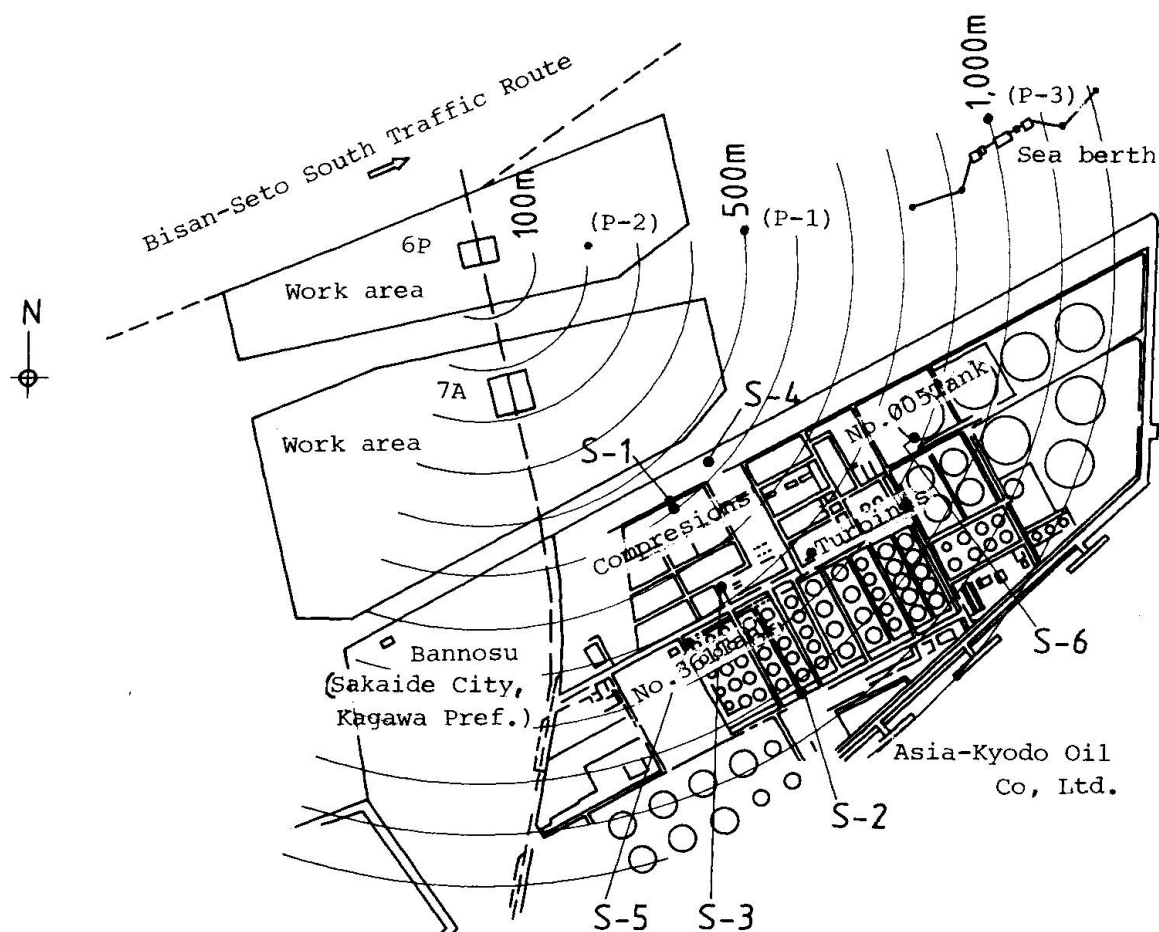 Bisan-Seto South Traffic Route
1,000m
(P-3)
Sea berth
500m
(P-1)
100m
(P-2)
6P
Work area
N
7A
Work area
S-4
S-1
No.005Tank
Compresions
Turbines
S-6
Bannosu
(Sakaide City,
Kagawa Pref.)
Asia-Kyodo Oil
Co, Ltd.
S-2
S-5
S-3